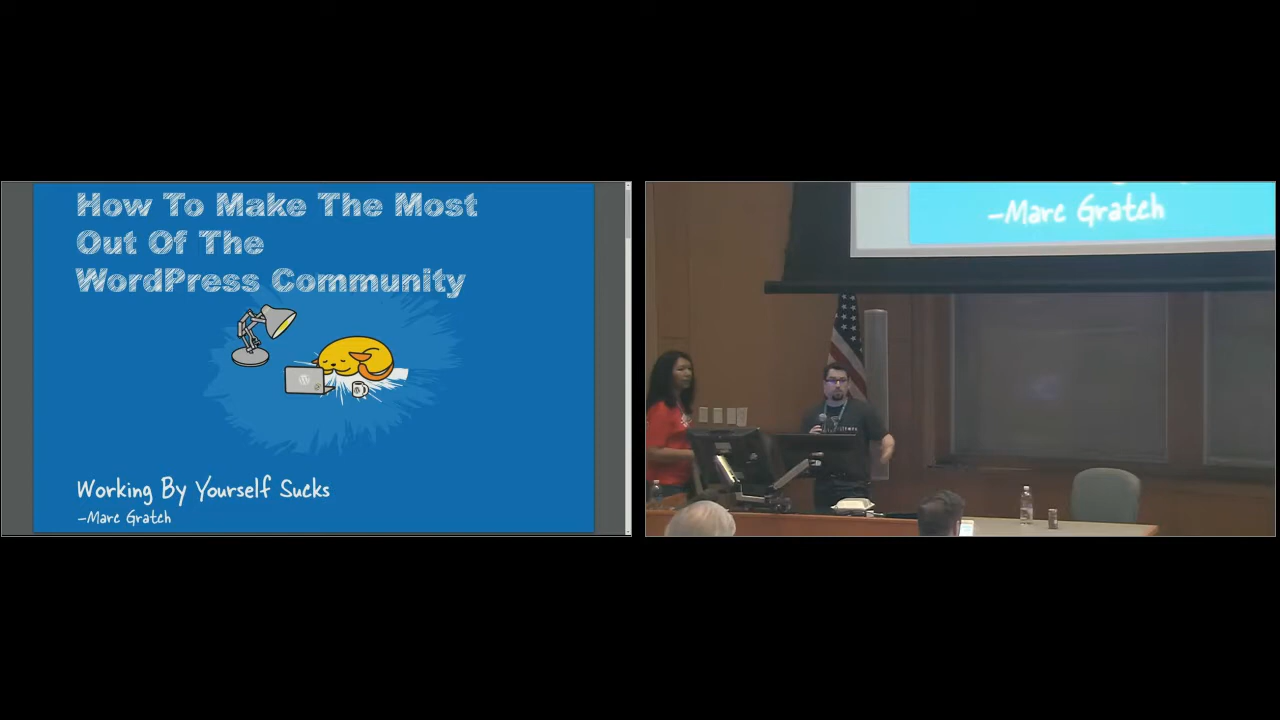 How To Make The Most
Out Of The
WordPress Community
Working By Yourself Sucks
–Marc Gratch
–Marc Gratch